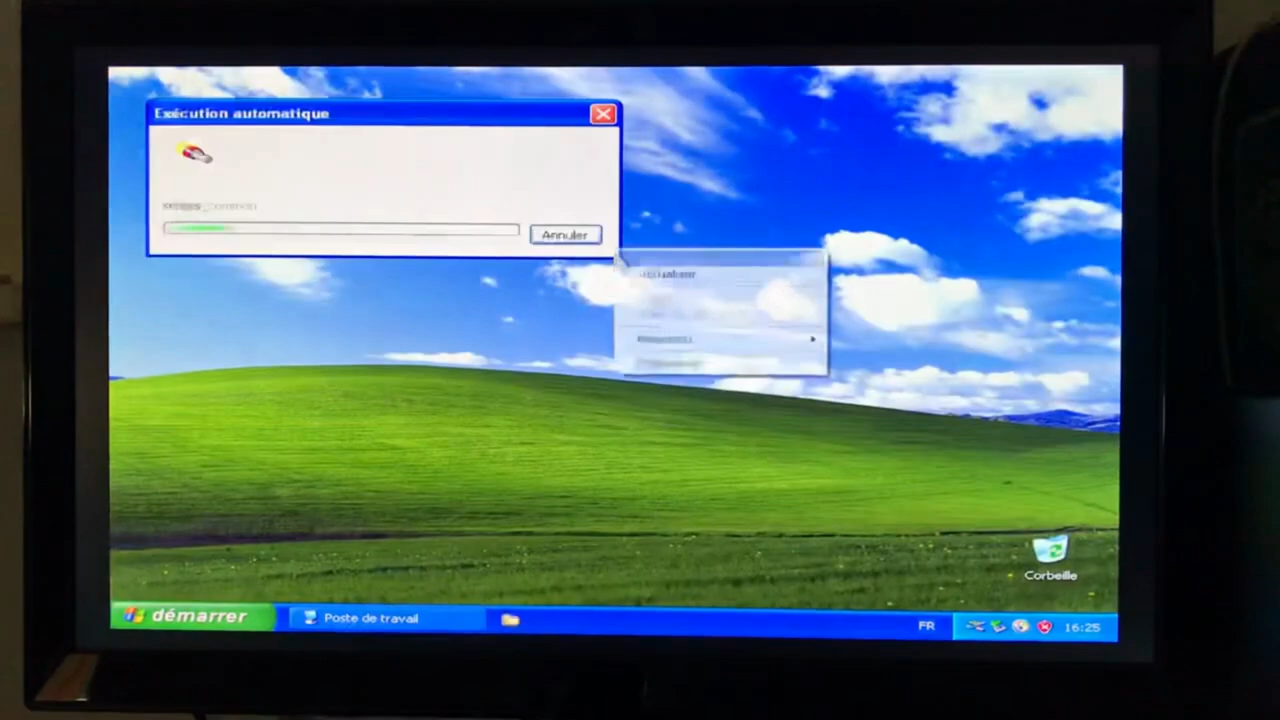 Exécution automatique
Annuler
Corbeille
démarrer
Poste de travail
FR
16:25